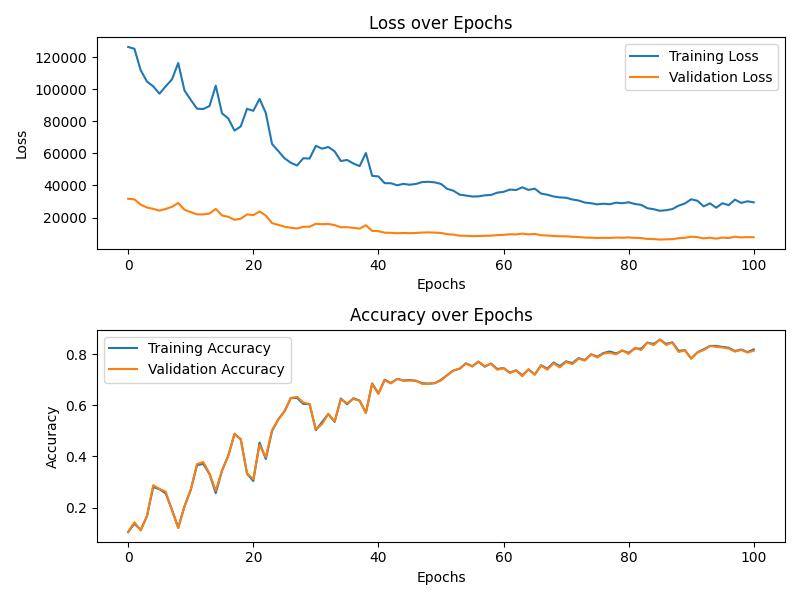 Loss over Epochs
120000
100000
80000
60000
40000
20000
Loss
Training Loss
Validation Loss
0 20 40 60 80 100
Epochs
Accuracy over Epochs
0.8
0.6
0.4
0.2
Accuracy
Training Accuracy
Validation Accuracy
0 20 40 60 80 100
Epochs